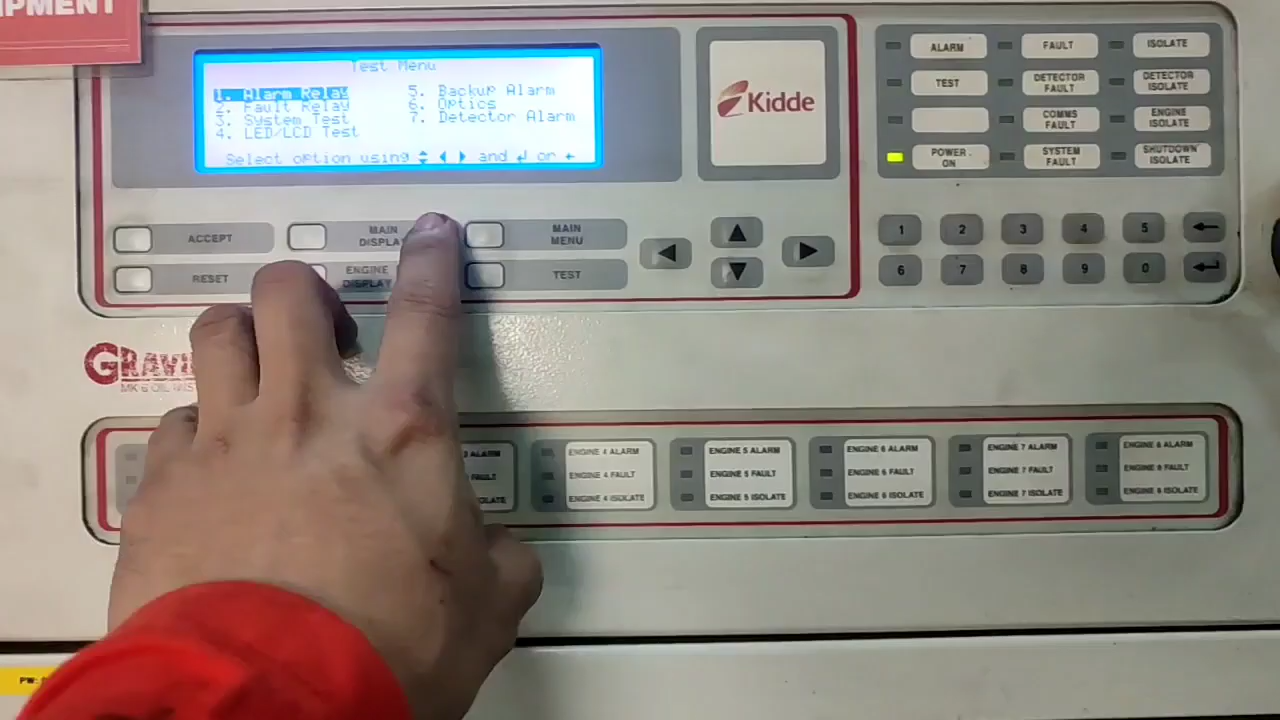 IPMENT
Test Menu
1. Alarm Relay
2. Fault Relay
3. System Test
4. LED/LCD Test
5. Backup Alarm
6. Optics
7. Detector Alarm
Select option using ▲▼ ◀ ▶ and ↵ or ←
Kidde
ALARM
FAULT
ISOLATE
TEST
DETECTOR FAULT
DETECTOR ISOLATE
COMMS FAULT
ENGINE ISOLATE
POWER ON
SYSTEM FAULT
SHUTDOWN ISOLATE
ACCEPT
MAIN DISPLAY
MAIN MENU
RESET
ENGINE DISPLAY
TEST
1 2 3 4 5
6 7 8 9 0
GRAVI
MK 6 OIL MIST
ALARM
FAULT
ENGINE 4 ALARM
ENGINE 4 FAULT
ENGINE 4 ISOLATE
ENGINE 5 ALARM
ENGINE 5 FAULT
ENGINE 5 ISOLATE
ENGINE 6 ALARM
ENGINE 6 FAULT
ENGINE 6 ISOLATE
ENGINE 7 ALARM
ENGINE 7 FAULT
ENGINE 7 ISOLATE
ENGINE 8 ALARM
ENGINE 8 FAULT
ENGINE 8 ISOLATE
PW: